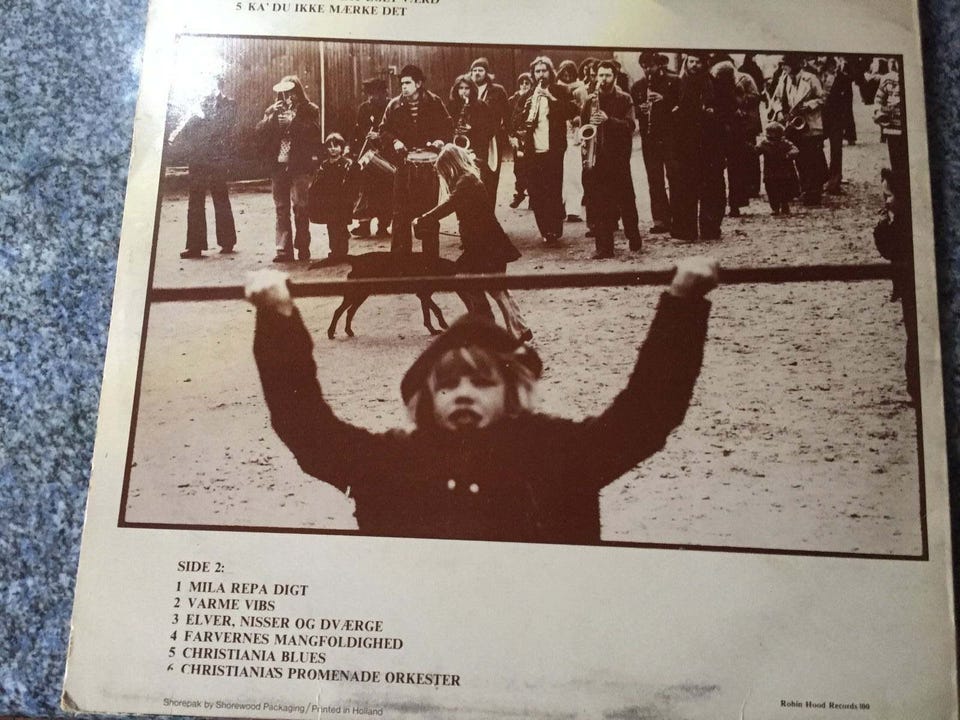 VÆRD
5 KA' DU IKKE MÆRKE DET
SIDE 2:
1 MILA REPA DIGT
2 VARME VIBS
3 ELVER, NISSER OG DVÆRGE
4 FARVERNES MANGFOLDIGHED
5 CHRISTIANIA BLUES
6 CHRISTIANIA'S PROMENADE ORKESTER
Shorepak by Shorewood Packaging/Printed in Holland
Robin Hood Records 100